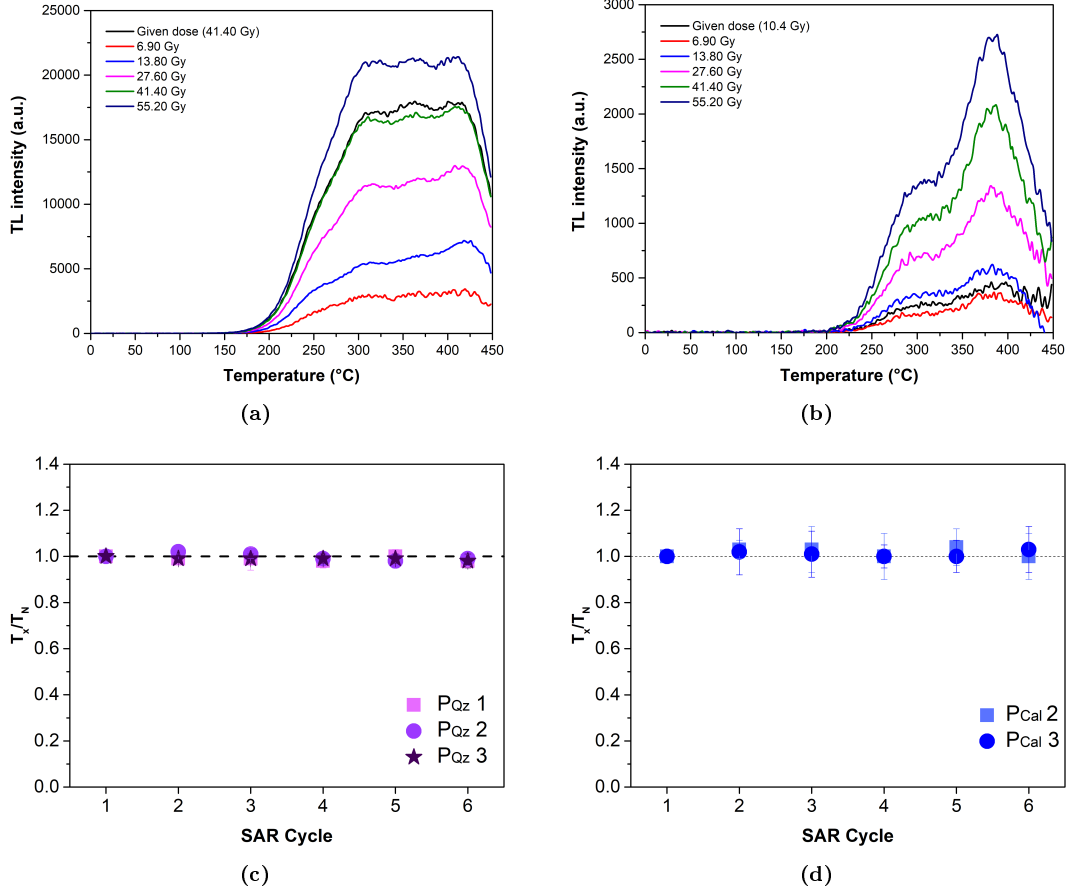 Given dose (41.40 Gy)
6.90 Gy
13.80 Gy
27.60 Gy
41.40 Gy
55.20 Gy
25000
20000
15000
10000
5000
0
TL intensity (a.u.)
0 50 100 150 200 250 300 350 400 450
Temperature (°C)
(a)
Given dose (10.4 Gy)
6.90 Gy
13.80 Gy
27.60 Gy
41.40 Gy
55.20 Gy
3000
2500
2000
1500
1000
500
0
TL intensity (a.u.)
0 50 100 150 200 250 300 350 400 450
Temperature (°C)
(b)
1.4
1.2
1.0
0.8
0.6
0.4
0.2
0.0
Tx/TN
PQz 1
PQz 2
PQz 3
1 2 3 4 5 6
SAR Cycle
(c)
1.4
1.2
1.0
0.8
0.6
0.4
0.2
0.0
Tx/TN
PCal 2
PCal 3
1 2 3 4 5 6
SAR Cycle
(d)